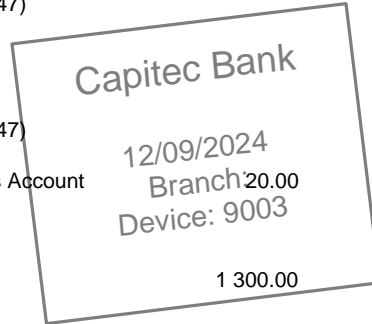 47)
Capitec Bank
47)
12/09/2024
s Account
Branch:
20.00
Device: 9003
1 300.00